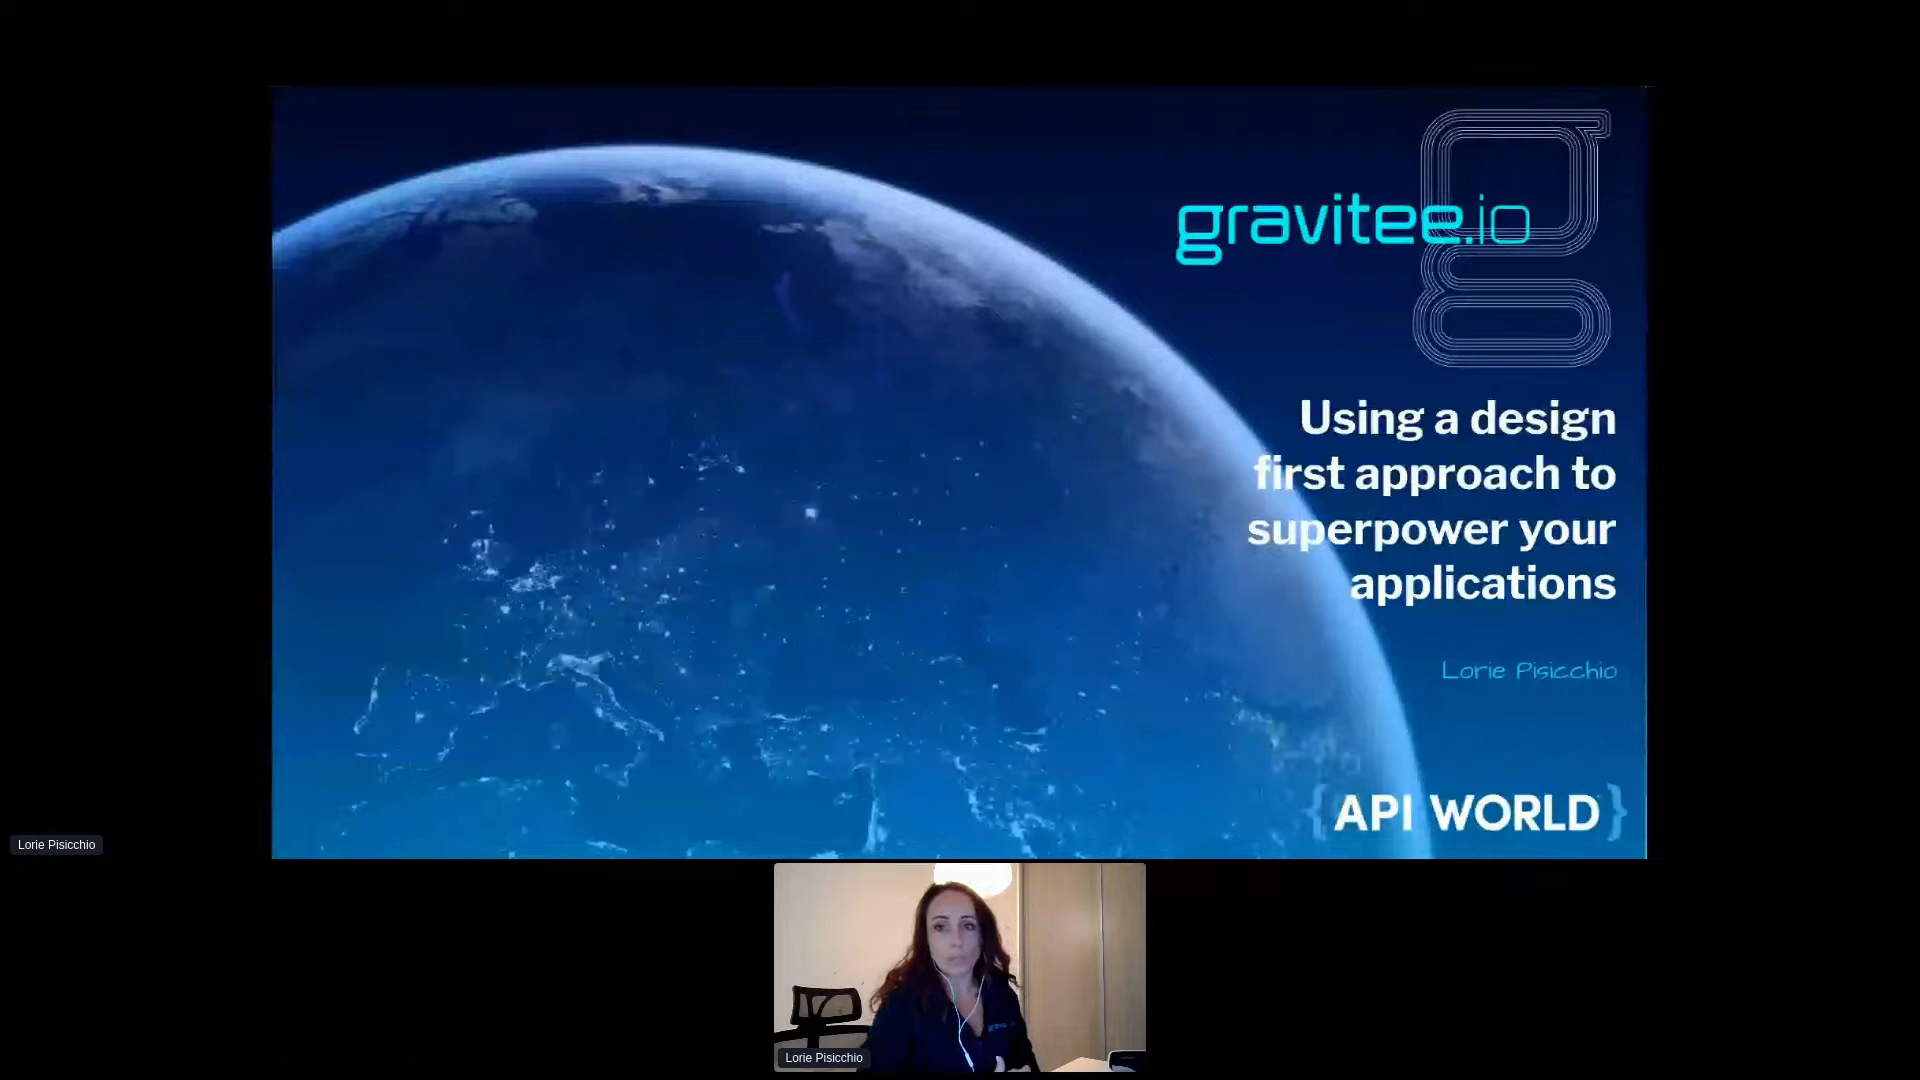 gravitee.io
Using a design
first approach to
superpower your
applications
Lorie Pisicchio
{API WORLD}
Lorie Pisicchio
Lorie Pisicchio